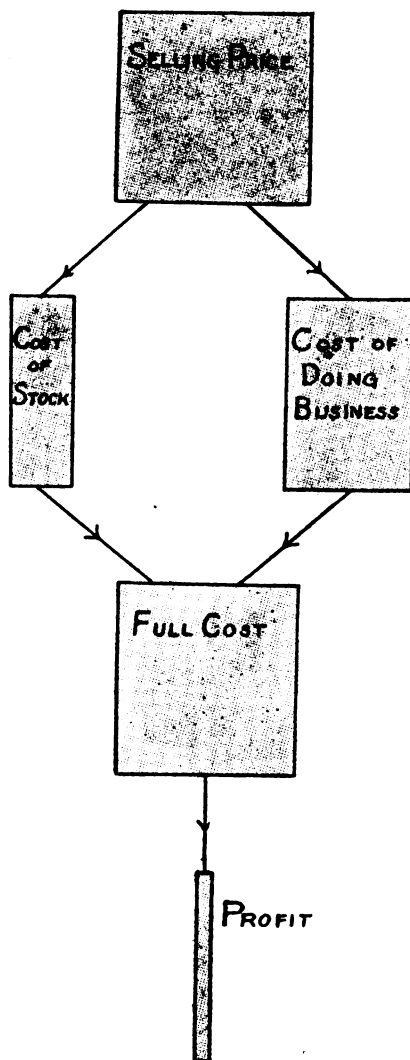 SELLING PRICE
COST
OF
STOCK
COST OF
DOING
BUSINESS
FULL COST
PROFIT